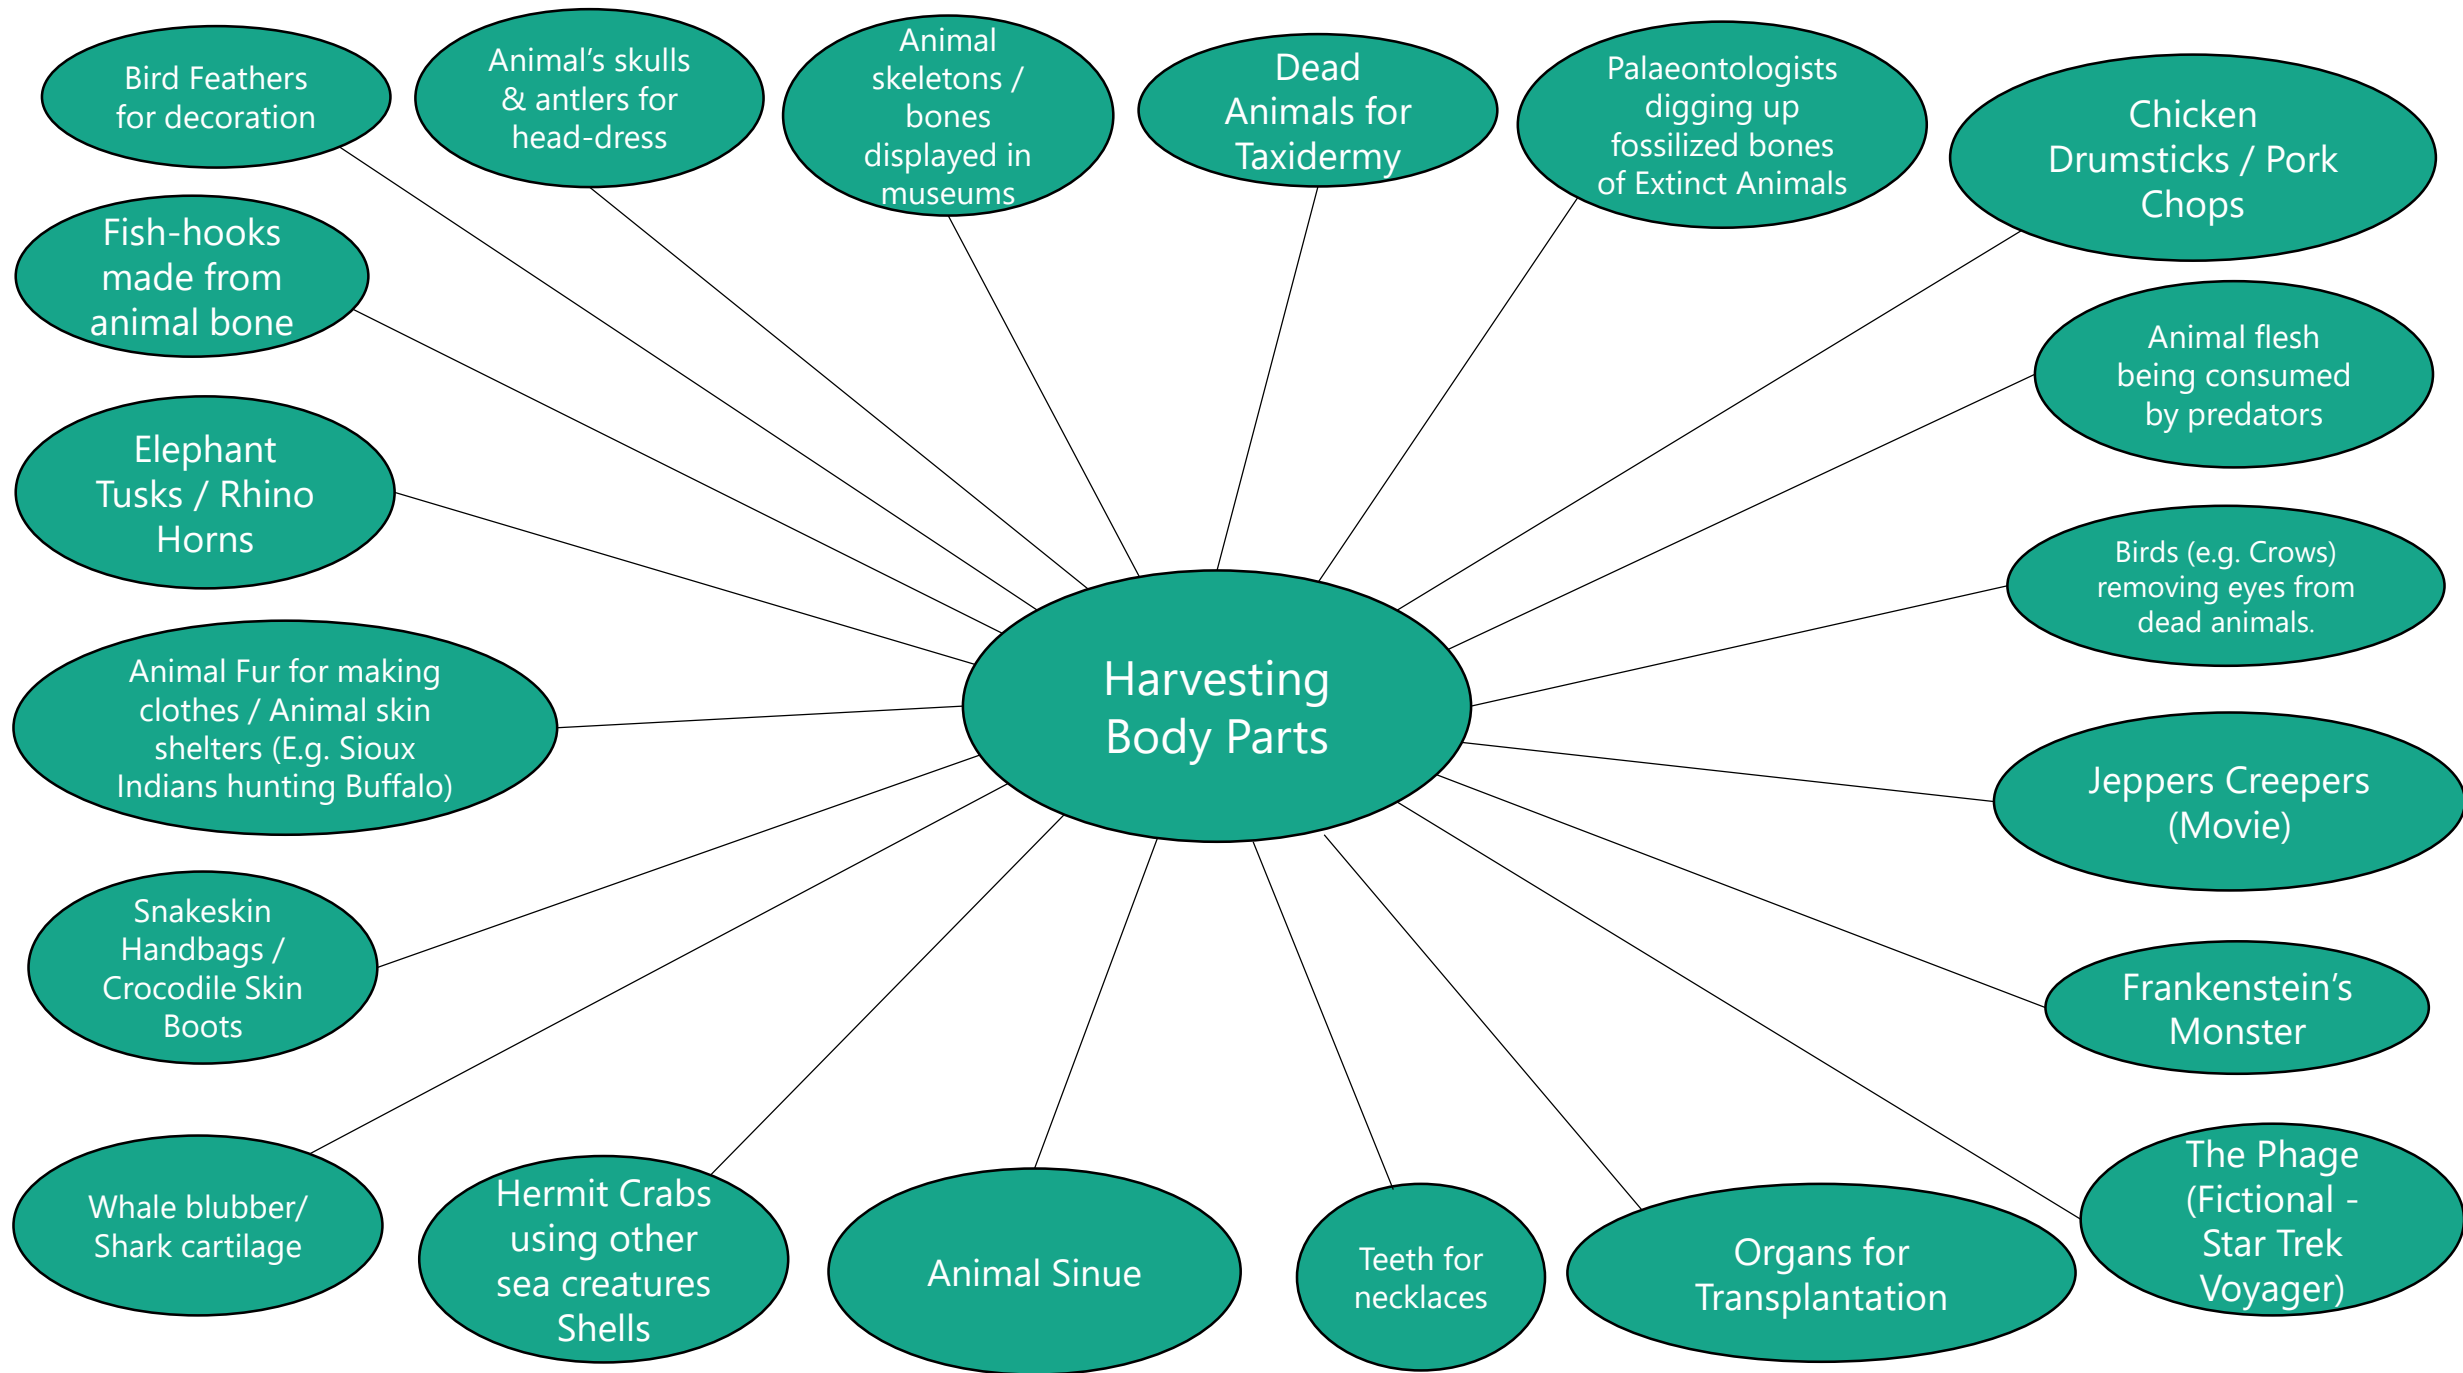 Bird Feathers
for decoration
Animal’s skulls
& antlers for
head-dress
Animal
skeletons /
bones
displayed in
museums
Dead
Animals for
Taxidermy
Palaeontologists
digging up
fossilized bones
of Extinct Animals
Chicken
Drumsticks / Pork
Chops
Fish-hooks
made from
animal bone
Animal flesh
being consumed
by predators
Elephant
Tusks / Rhino
Horns
Birds (e.g. Crows)
removing eyes from
dead animals.
Animal Fur for making
clothes / Animal skin
shelters (E.g. Sioux
Indians hunting Buffalo)
Harvesting
Body Parts
Jeppers Creepers
(Movie)
Snakeskin
Handbags /
Crocodile Skin
Boots
Frankenstein’s
Monster
Whale blubber/
Shark cartilage
Hermit Crabs
using other
sea creatures
Shells
Animal Sinue
Teeth for
necklaces
Organs for
Transplantation
The Phage
(Fictional -
Star Trek
Voyager)